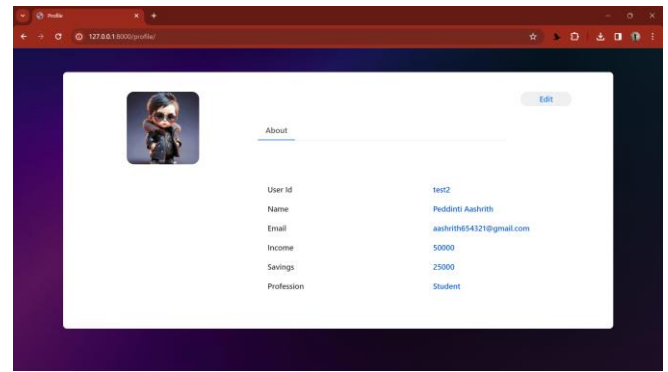 Profile
127.0.0.1:8000/profile/
Edit
About
User Id test2
Name Peddinti Aashrith
Email aashrith654321@gmail.com
Income 50000
Savings 25000
Profession Student